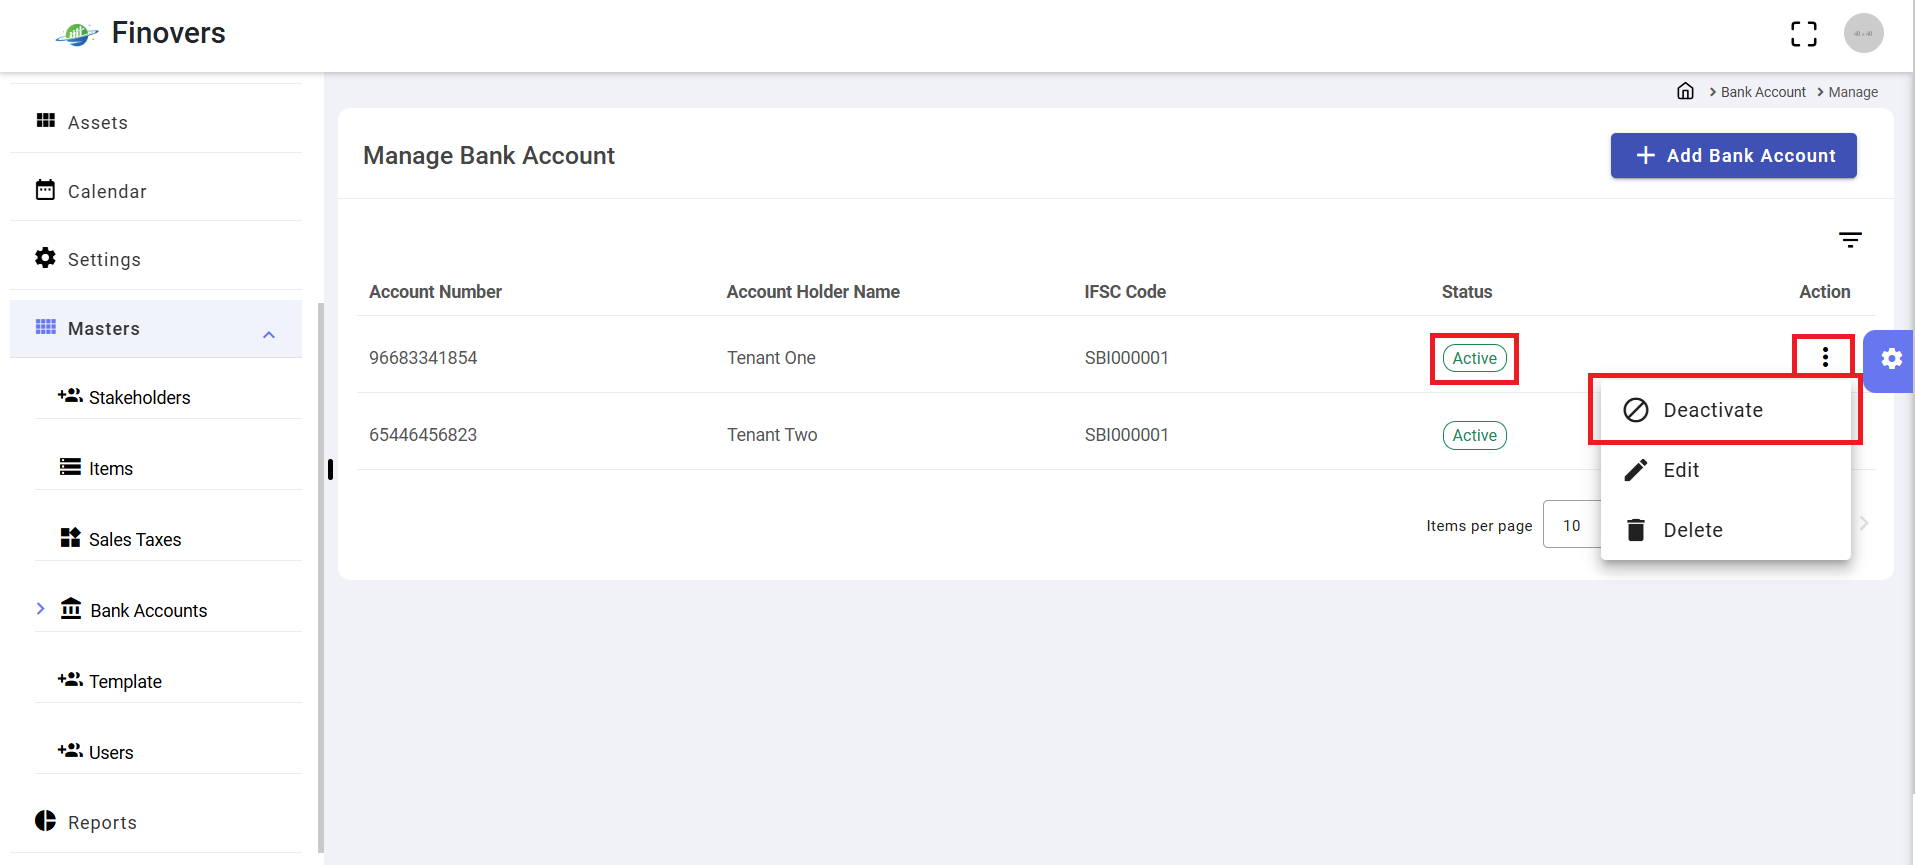 Finovers
Bank Account
Manage
Assets
Calendar
Settings
Masters
Stakeholders
Items
Sales Taxes
Bank Accounts
Template
Users
Reports
Manage Bank Account
Add Bank Account
Account Number Account Holder Name IFSC Code Status Action
96683341854 Tenant One SBI000001 Active
65446456823 Tenant Two SBI000001 Active
Deactivate
Edit
Delete
Items per page 10